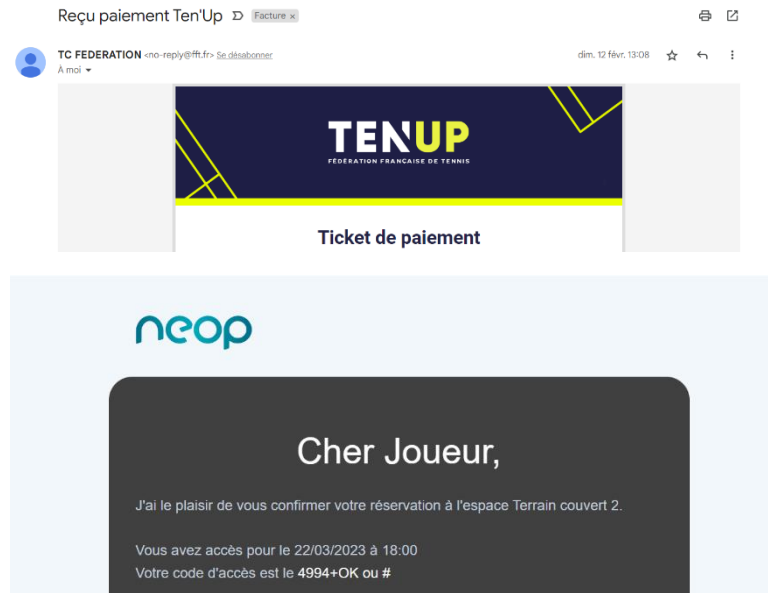 Reçu paiement Ten'Up Facture x
TC FEDERATION <no-reply@fft.fr> Se désabonner dim. 12 févr. 13:08
À moi
TENUP
FÉDÉRATION FRANÇAISE DE TENNIS
Ticket de paiement
neop
Cher Joueur,
J'ai le plaisir de vous confirmer votre réservation à l'espace Terrain couvert 2.
Vous avez accès pour le 22/03/2023 à 18:00
Votre code d'accès est le 4994+OK ou #